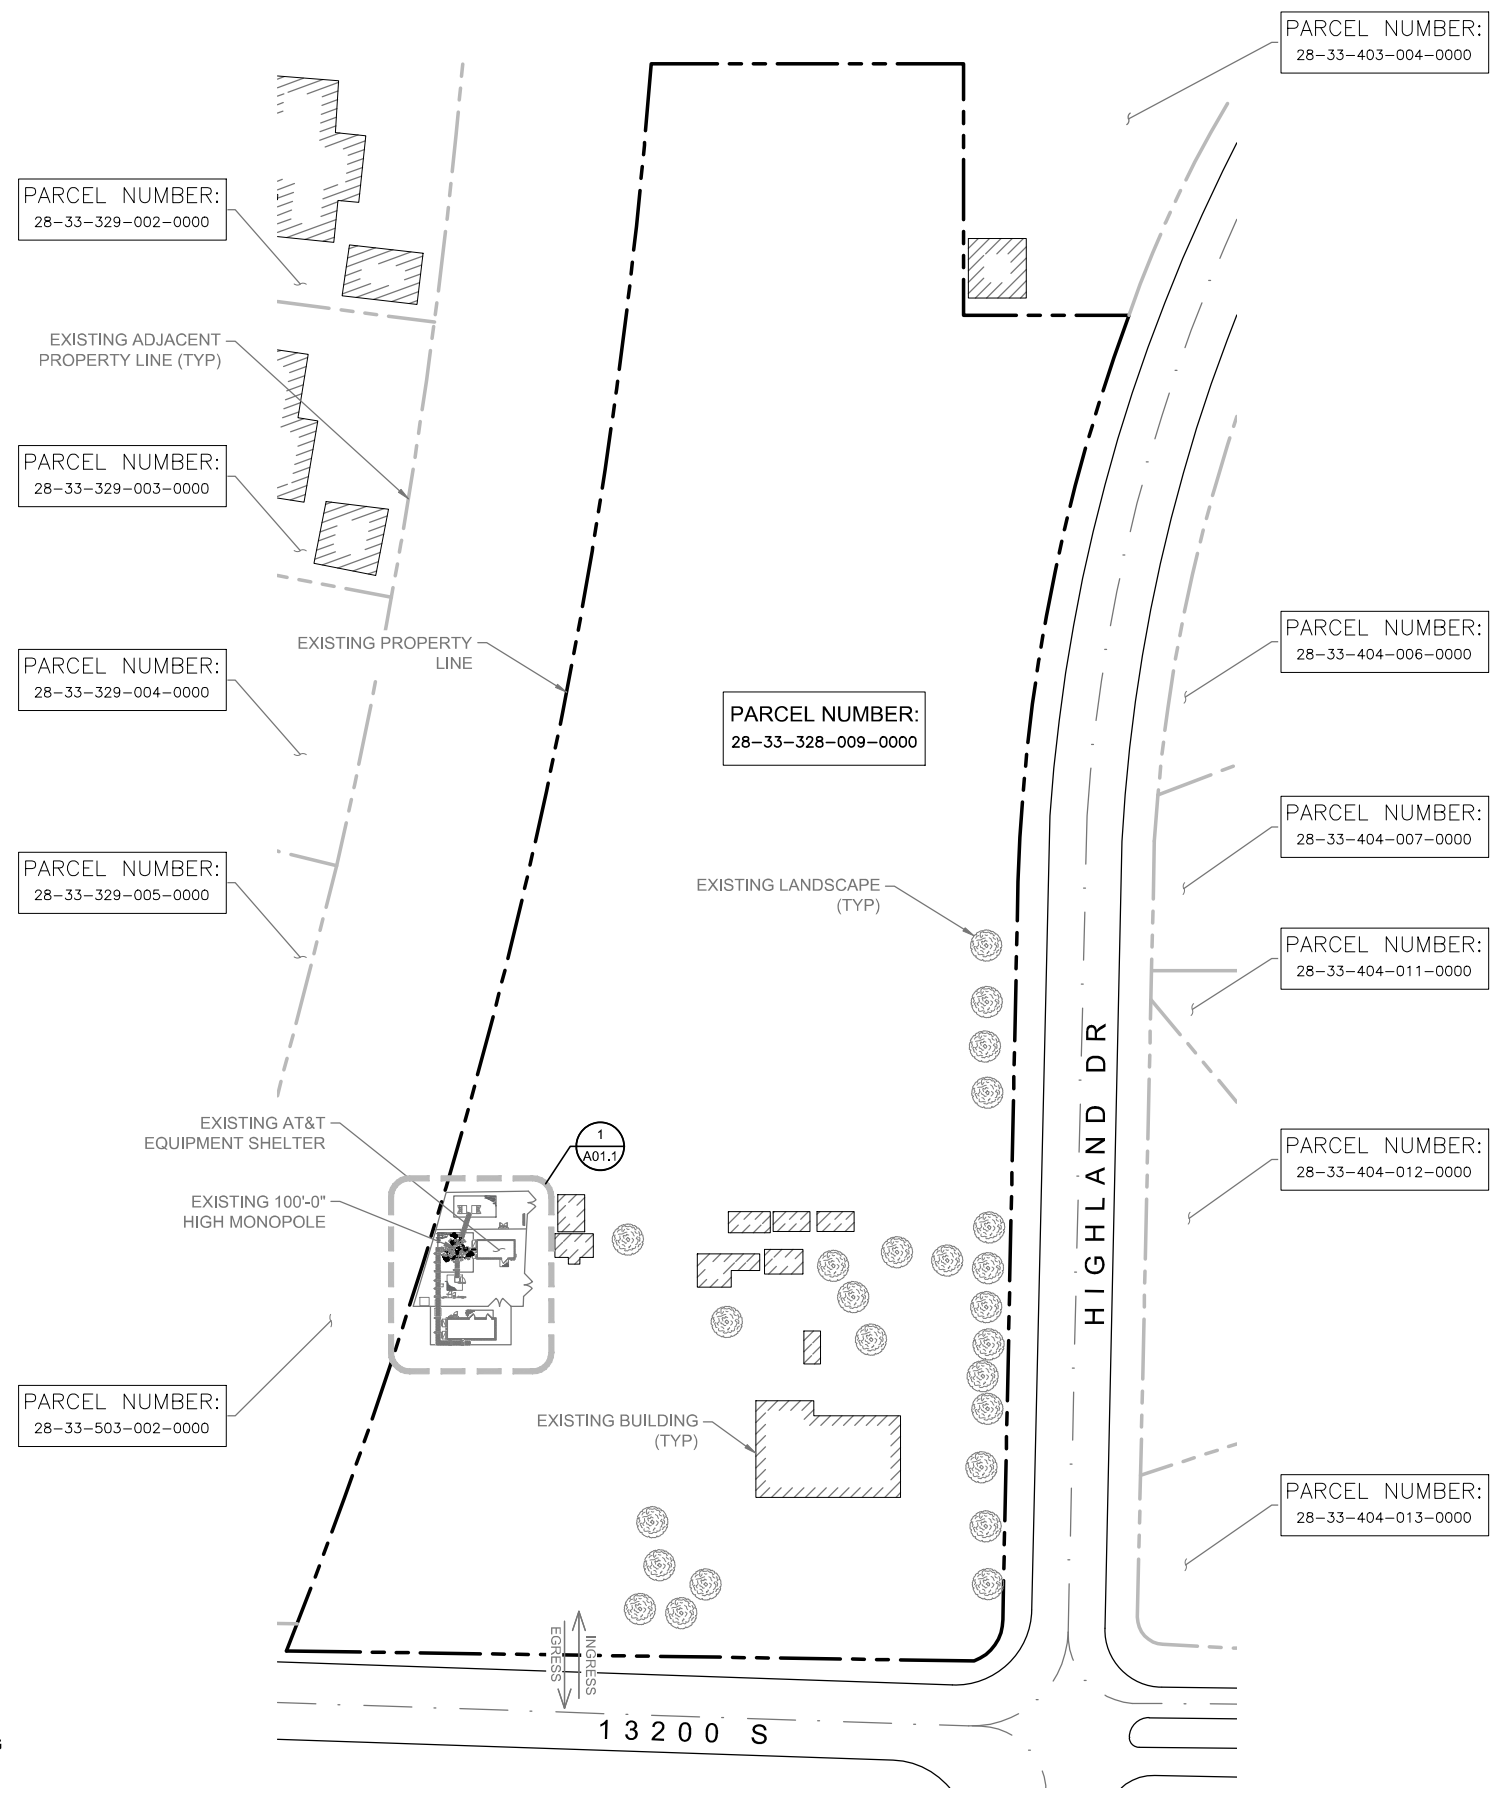 PARCEL NUMBER:
28-33-403-004-0000
PARCEL NUMBER:
28-33-329-002-0000
EXISTING ADJACENT
PROPERTY LINE (TYP)
PARCEL NUMBER:
28-33-329-003-0000
EXISTING PROPERTY
LINE
PARCEL NUMBER:
28-33-404-006-0000
PARCEL NUMBER:
28-33-329-004-0000
PARCEL NUMBER:
28-33-328-009-0000
PARCEL NUMBER:
28-33-404-007-0000
PARCEL NUMBER:
28-33-329-005-0000
EXISTING LANDSCAPE
(TYP)
PARCEL NUMBER:
28-33-404-011-0000
HIGHLAND DR
EXISTING AT&T
EQUIPMENT SHELTER
1
A01.1
PARCEL NUMBER:
28-33-404-012-0000
EXISTING 100'-0"
HIGH MONOPOLE
PARCEL NUMBER:
28-33-503-002-0000
EXISTING BUILDING
(TYP)
PARCEL NUMBER:
28-33-404-013-0000
EGRESS
INGRESS
13200 S